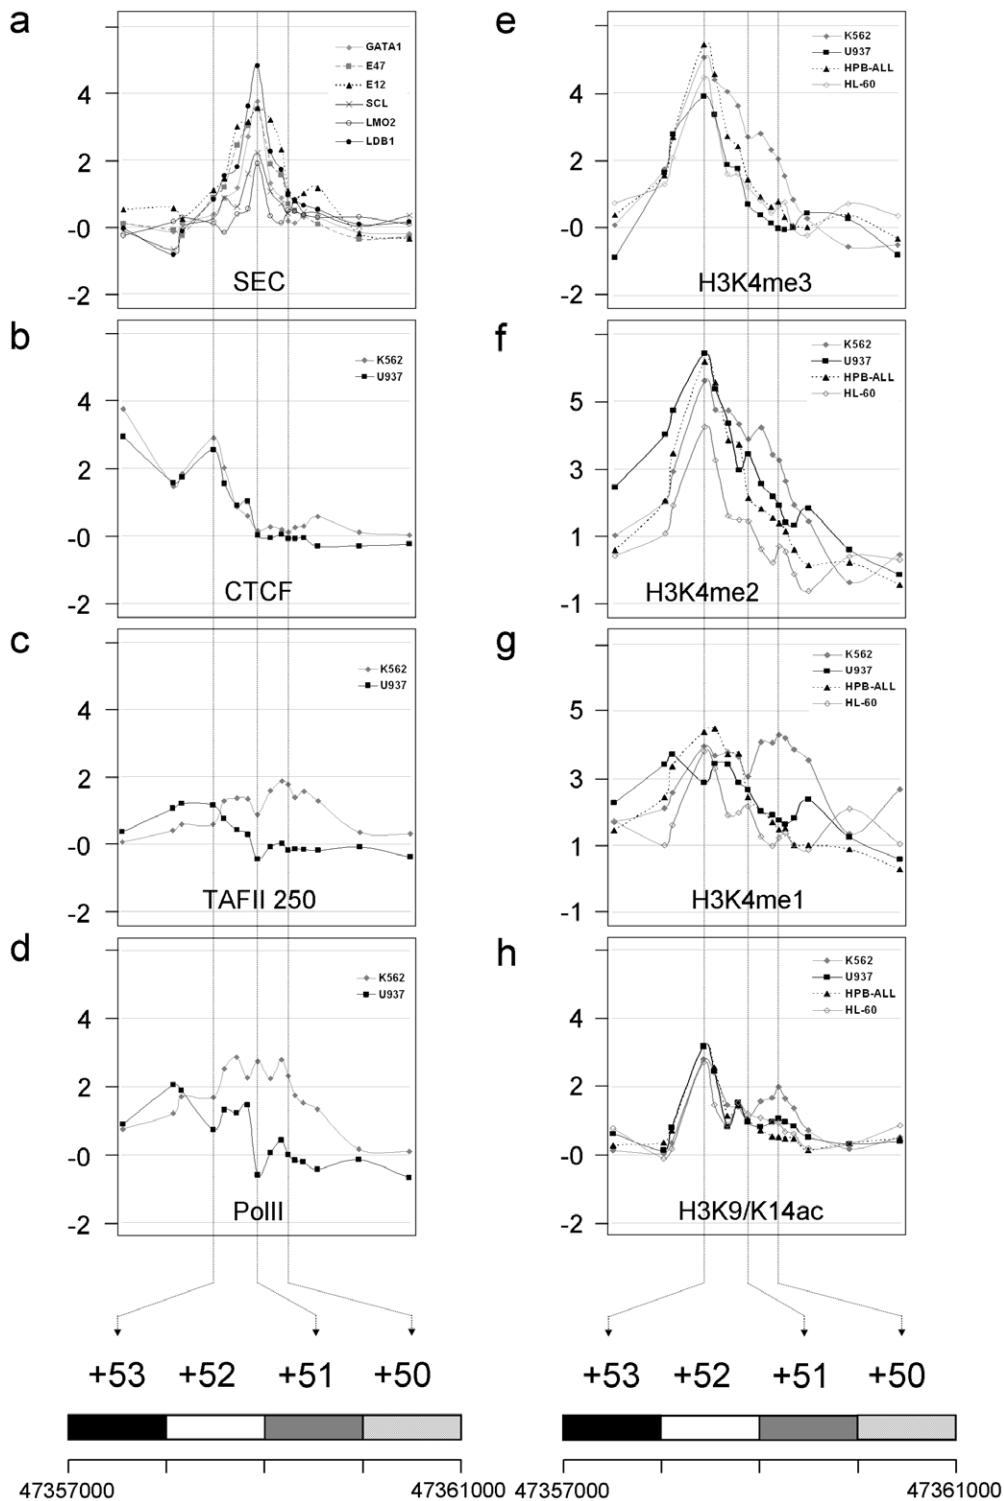 a
GATA1
E47
E12
SCL
LMO2
LDB1
4
2
-0
-2
SEC
b
K562
U937
4
2
-0
-2
CTCF
c
K562
U937
4
2
-0
-2
TAFII 250
d
K562
U937
4
2
-0
-2
PolII
+53 +52 +51 +50
47357000 47361000
e
K562
U937
HPB-ALL
HL-60
4
2
-0
-2
H3K4me3
f
K562
U937
HPB-ALL
HL-60
5
3
1
-1
H3K4me2
g
K562
U937
HPB-ALL
HL-60
5
3
1
-1
H3K4me1
h
K562
U937
HPB-ALL
HL-60
4
2
-0
-2
H3K9/K14ac
+53 +52 +51 +50
47357000 47361000